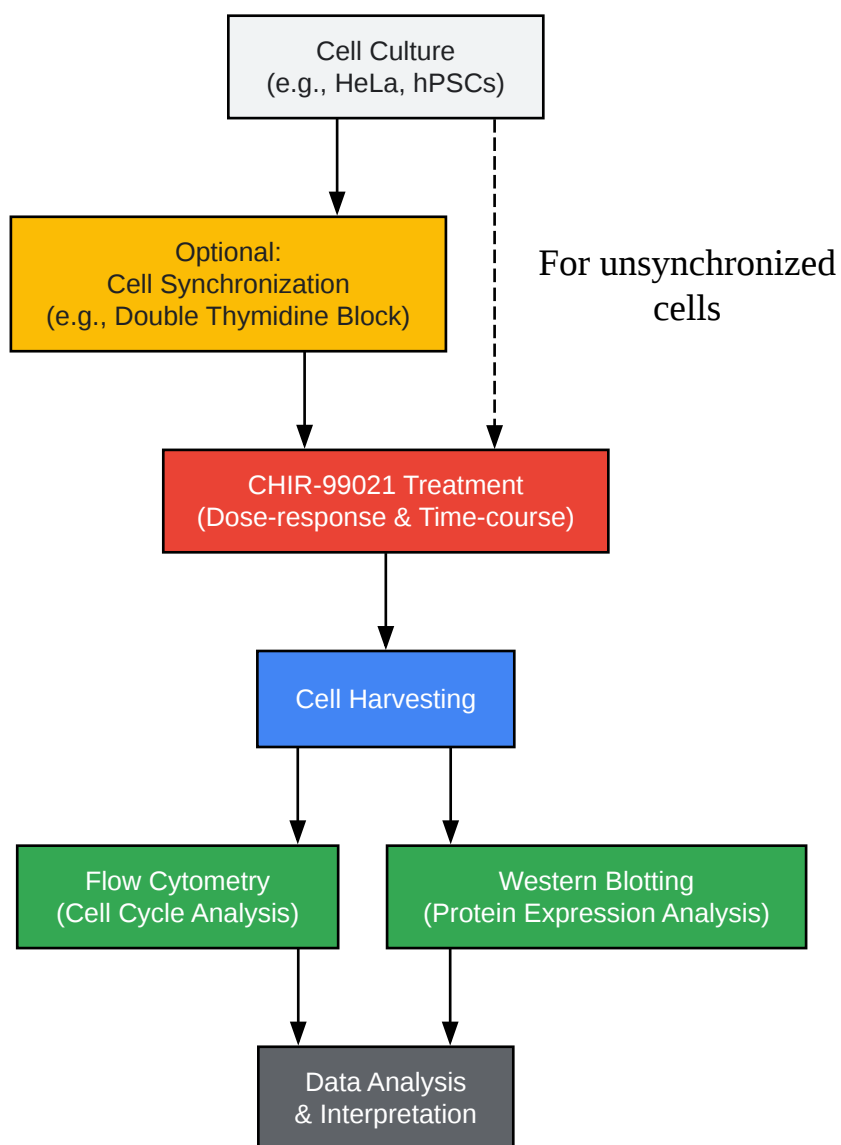 Cell Culture
(e.g., HeLa, hPSCs)
Optional:
Cell Synchronization
(e.g., Double Thymidine Block)
For unsynchronized
cells
CHIR-99021 Treatment
(Dose-response & Time-course)
Cell Harvesting
Flow Cytometry
(Cell Cycle Analysis)
Western Blotting
(Protein Expression Analysis)
Data Analysis
& Interpretation